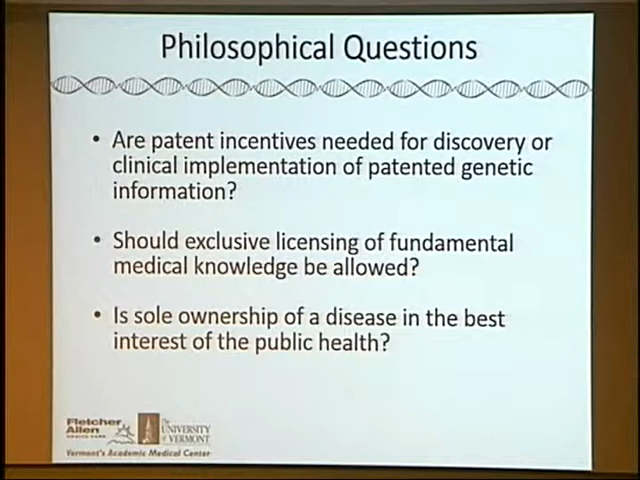 Philosophical Questions
• Are patent incentives needed for discovery or
clinical implementation of patented genetic
information?
• Should exclusive licensing of fundamental
medical knowledge be allowed?
• Is sole ownership of a disease in the best
interest of the public health?
Fletcher
Allen
HEALTH CARE
The
UNIVERSITY
of VERMONT
Vermont's Academic Medical Center